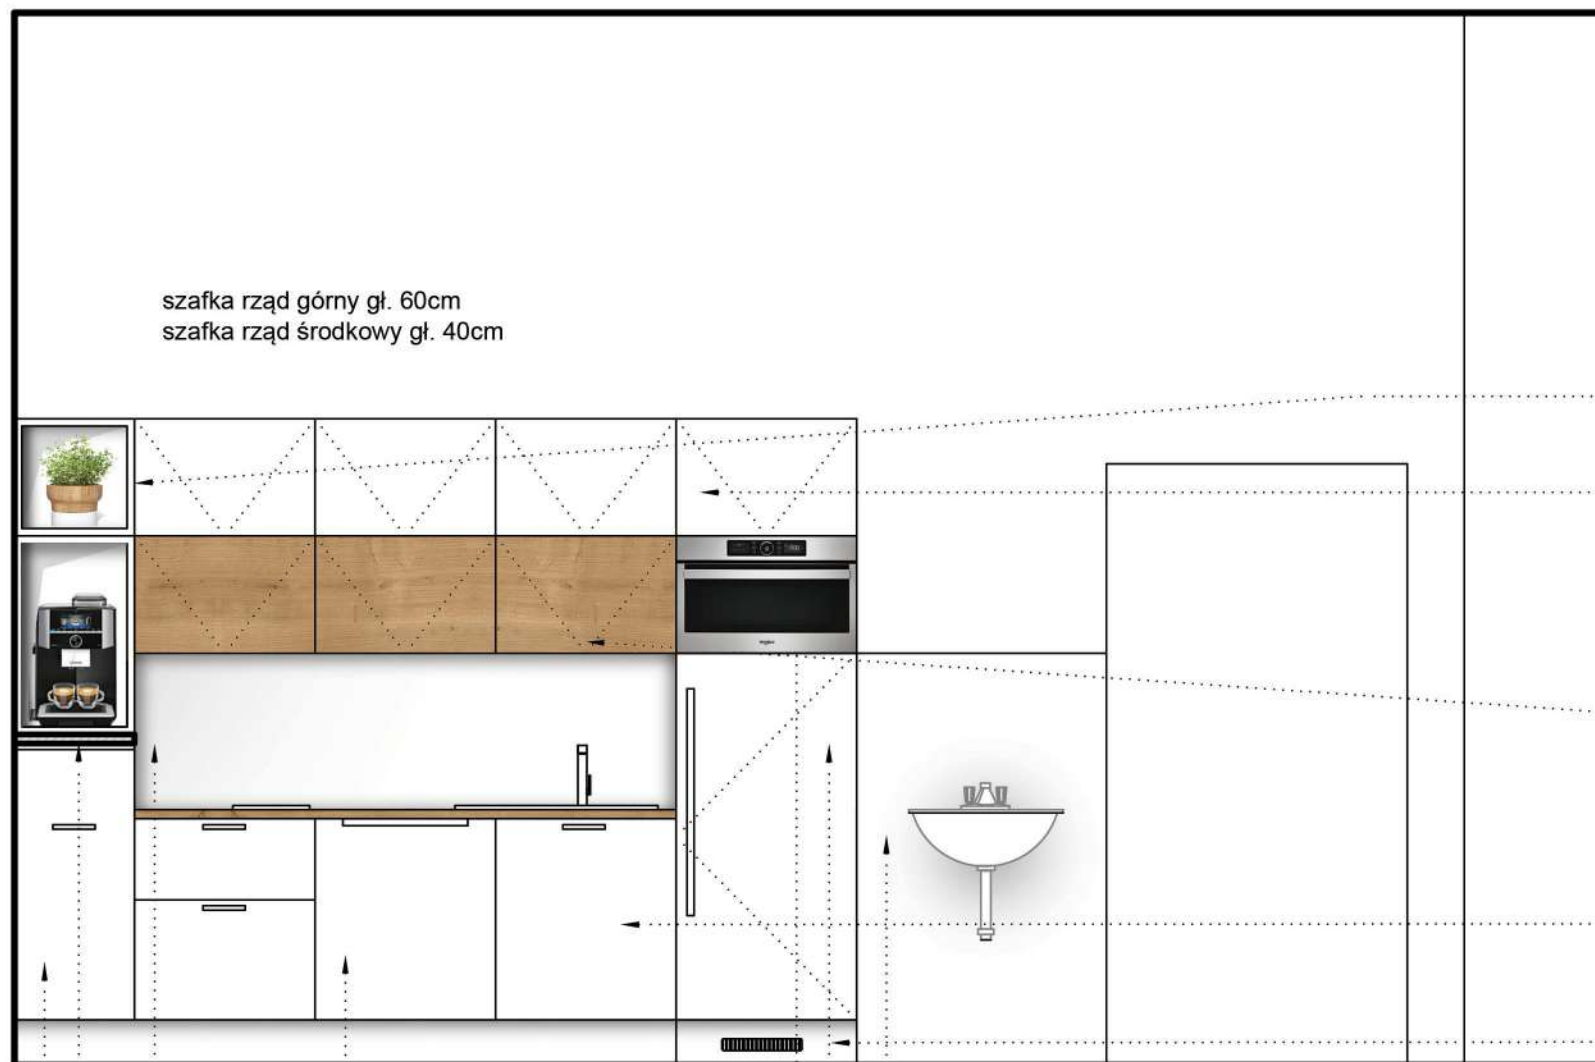 szafka rząd górny gł. 60cm
szafka rząd środkowy gł. 40cm